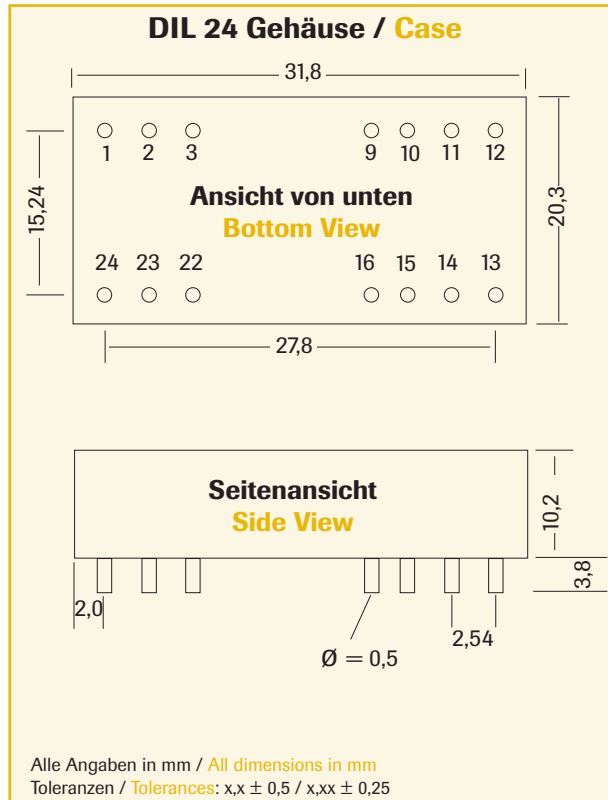 DIL 24 Gehäuse / Case
31,8
1 2 3 9 10 11 12
15,24
Ansicht von unten
Bottom View
20,3
24 23 22 16 15 14 13
27,8
Seitenansicht
Side View
10,2
3,8
2,0
2,54
Ø = 0,5
Alle Angaben in mm / All dimensions in mm
Toleranzen / Tolerances: x,x ± 0,5 / x,xx ± 0,25